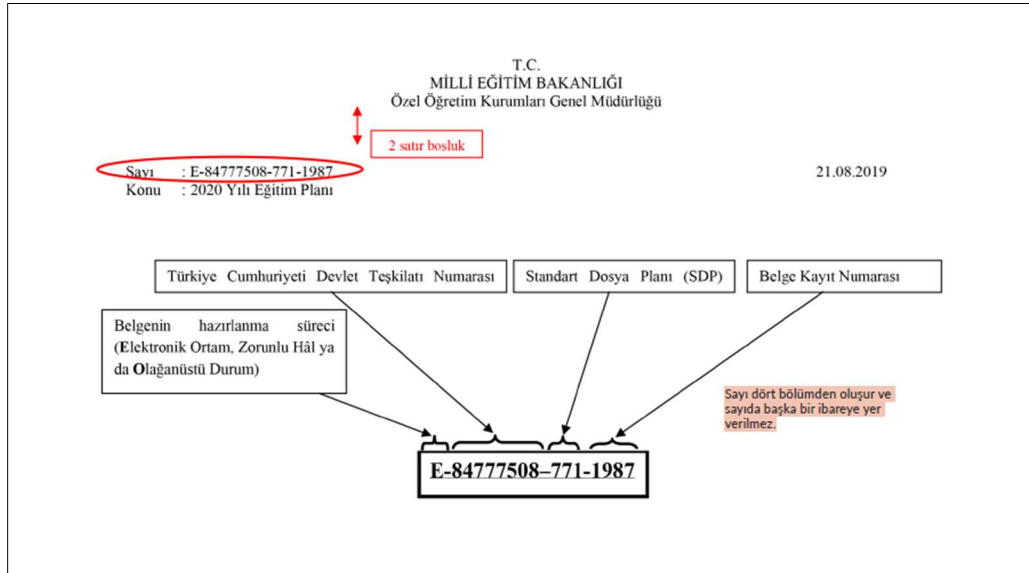 T.C.
MİLLİ EĞİTİM BAKANLIĞI
Özel Öğretim Kurumları Genel Müdürlüğü
2 satır bosluk
Sayı : E-84777508-771-1987
21.08.2019
Konu : 2020 Yılı Eğitim Planı
Türkiye Cumhuriyeti Devlet Teşkilatı Numarası
Standart Dosya Planı (SDP)
Belge Kayıt Numarası
Belgenin hazırlanma süreci
(Elektronik Ortam, Zorunlu Hâl ya
da Olağanüstü Durum)
Sayı dört bölümden oluşur ve
sayıda başka bir ibareye yer
verilmez.
E-84777508–771-1987